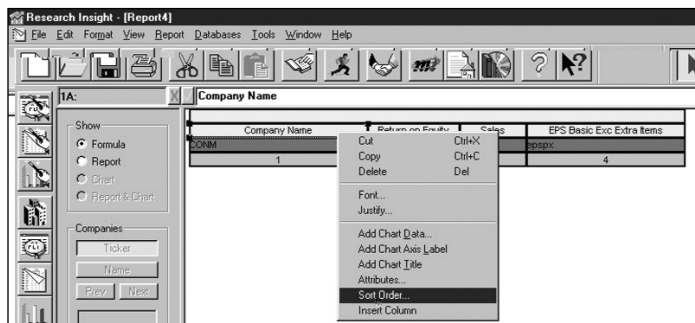 Research Insight - [Report4]
File Edit Format View Report Databases Tools Window Help
1A: Company Name
Show
Formula
Report
Chart
Report & Chart
Companies
Ticker
Name
Prev Next
Company Name Return on Equity Sales EPS Basic Exc Extra Items
CONM epspx
1 4
Cut Ctrl+X
Copy Ctrl+C
Delete Del
Font...
Justify...
Add Chart Data...
Add Chart Axis Label
Add Chart Title
Attributes...
Sort Order...
Insert Column